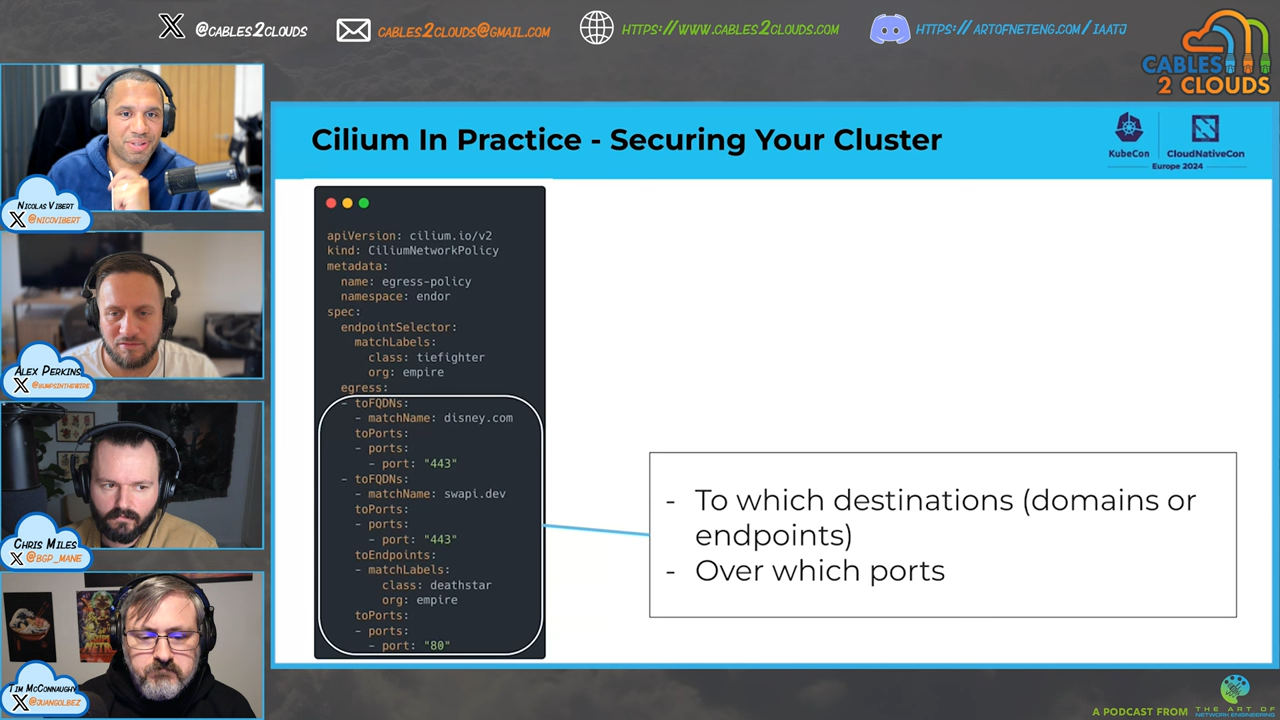 @CABLES2CLOUDS
CABLES2CLOUDS@GMAIL.COM
HTTPS://WWW.CABLES2CLOUDS.COM
HTTPS://ARTOFNETENG.COM/IAATJ
CABLES
2 CLOUDS
Nicolas Vibert
@NICOVIBERT
Alex Perkins
@BUMPSINTHEWIRE
Chris Miles
@BGP_MANE
Tim McConnaughy
@JUANGOLBEZ
Cilium In Practice - Securing Your Cluster
KubeCon
CloudNativeCon
Europe 2024
apiVersion: cilium.io/v2
kind: CiliumNetworkPolicy
metadata:
  name: egress-policy
  namespace: endor
spec:
  endpointSelector:
    matchLabels:
      class: tiefighter
      org: empire
  egress:
  - toFQDNs:
    - matchName: disney.com
    toPorts:
    - ports:
      - port: "443"
  - toFQDNs:
    - matchName: swapi.dev
    toPorts:
    - ports:
      - port: "443"
    toEndpoints:
    - matchLabels:
        class: deathstar
        org: empire
    toPorts:
    - ports:
      - port: "80"
- To which destinations (domains or
endpoints)
- Over which ports
A PODCAST FROM
THE ART OF
NETWORK ENGINEERING